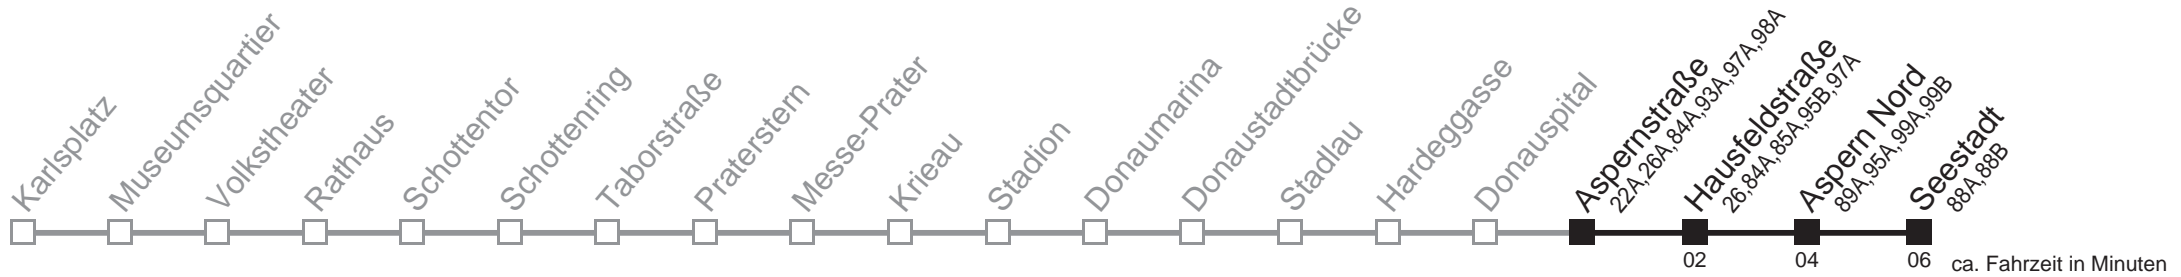 Karlsplatz
Museumsquartier
Volkstheater
Rathaus
Schottentor
Schottenring
Taborstraße
Praterstern
Messe-Prater
Krieau
Stadion
Donaumarina
Donaustadtbrücke
Stadlau
Hardeggasse
Donauspital
Aspernstraße
22A,26A,84A,93A,97A,98A
Hausfeldstraße
26,84A,85A,95B,97A
Aspern Nord
89A,95A,99A,99B
Seestadt
88A,88B
02
04
06
ca. Fahrzeit in Minuten